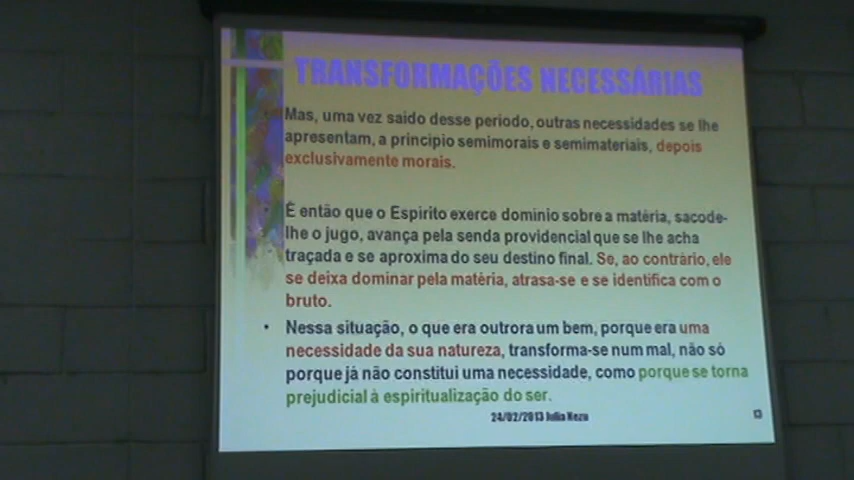 TRANSFORMAÇÕES NECESSÁRIAS
Mas, uma vez saido desse período, outras necessidades se lhe
apresentam, a princípio semimorais e semimateriais, depois
exclusivamente morais.
É então que o Espírito exerce domínio sobre a matéria, sacode-
lhe o jugo, avança pela senda providencial que se lhe acha
traçada e se aproxima do seu destino final. Se, ao contrário, ele
se deixa dominar pela matéria, atrasa-se e se identifica com o
bruto.
• Nessa situação, o que era outrora um bem, porque era uma
necessidade da sua natureza, transforma-se num mal, não só
porque já não constitui uma necessidade, como porque se torna
prejudicial à espiritualização do ser.
24/02/2013 Julia Nezu
13